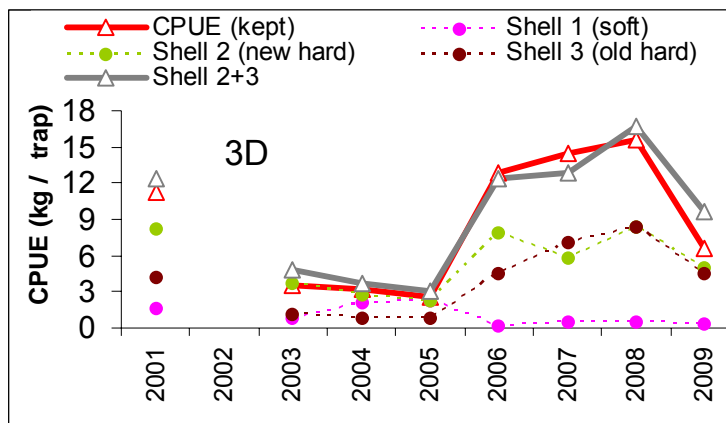 CPUE (kept) Shell 1 (soft)
Shell 2 (new hard) Shell 3 (old hard)
Shell 2+3
18
15
12
9
6
3
0
CPUE (kg / trap)
3D
2001 2002 2003 2004 2005 2006 2007 2008 2009